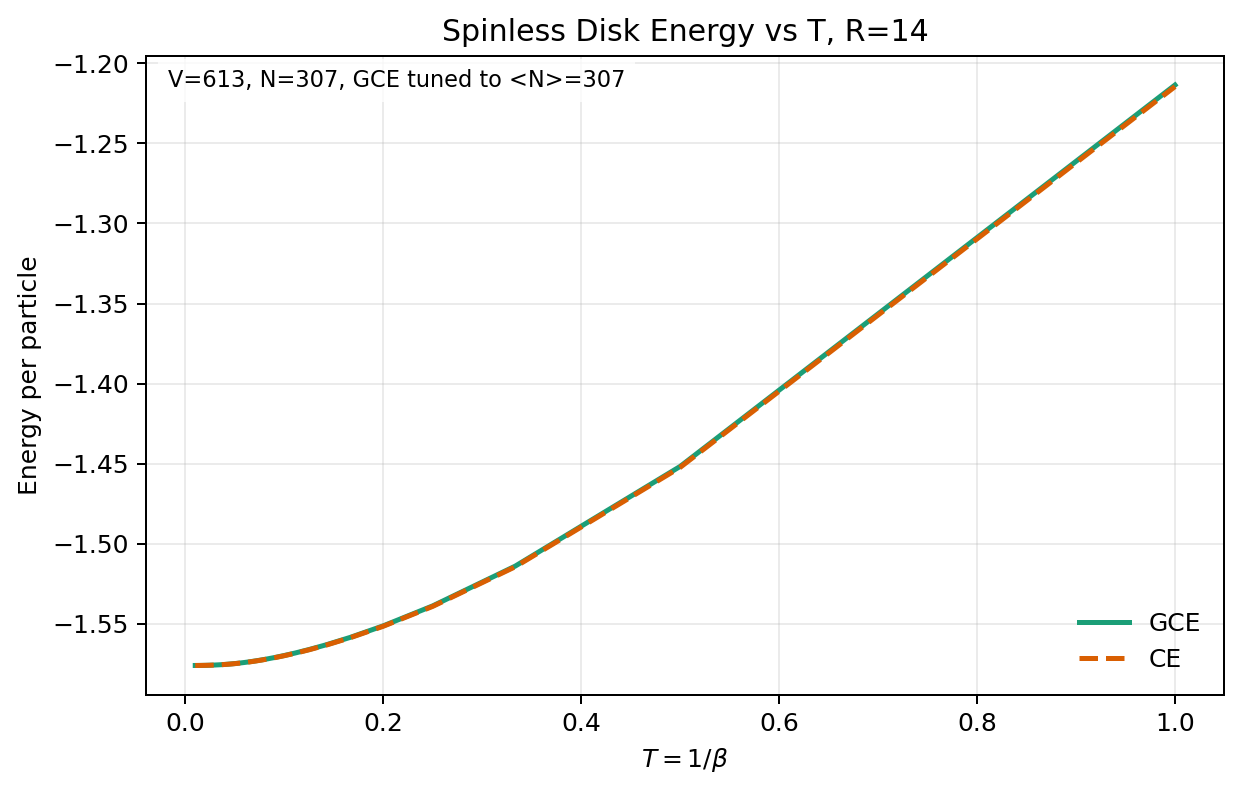 Spinless Disk Energy vs T, R=14
V=613, N=307, GCE tuned to <N>=307
−1.20
−1.25
−1.30
−1.35
−1.40
−1.45
−1.50
−1.55
Energy per particle
GCE
CE
0.0 0.2 0.4 0.6 0.8 1.0
T = 1/β